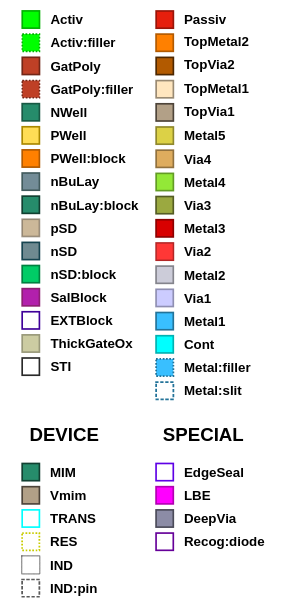 Activ
Activ:filler
GatPoly
GatPoly:filler
NWell
PWell
PWell:block
nBuLay
nBuLay:block
pSD
nSD
nSD:block
SalBlock
EXTBlock
ThickGateOx
STI
Passiv
TopMetal2
TopVia2
TopMetal1
TopVia1
Metal5
Via4
Metal4
Via3
Metal3
Via2
Metal2
Via1
Metal1
Cont
Metal:filler
Metal:slit
DEVICE
MIM
Vmim
TRANS
RES
IND
IND:pin
SPECIAL
EdgeSeal
LBE
DeepVia
Recog:diode